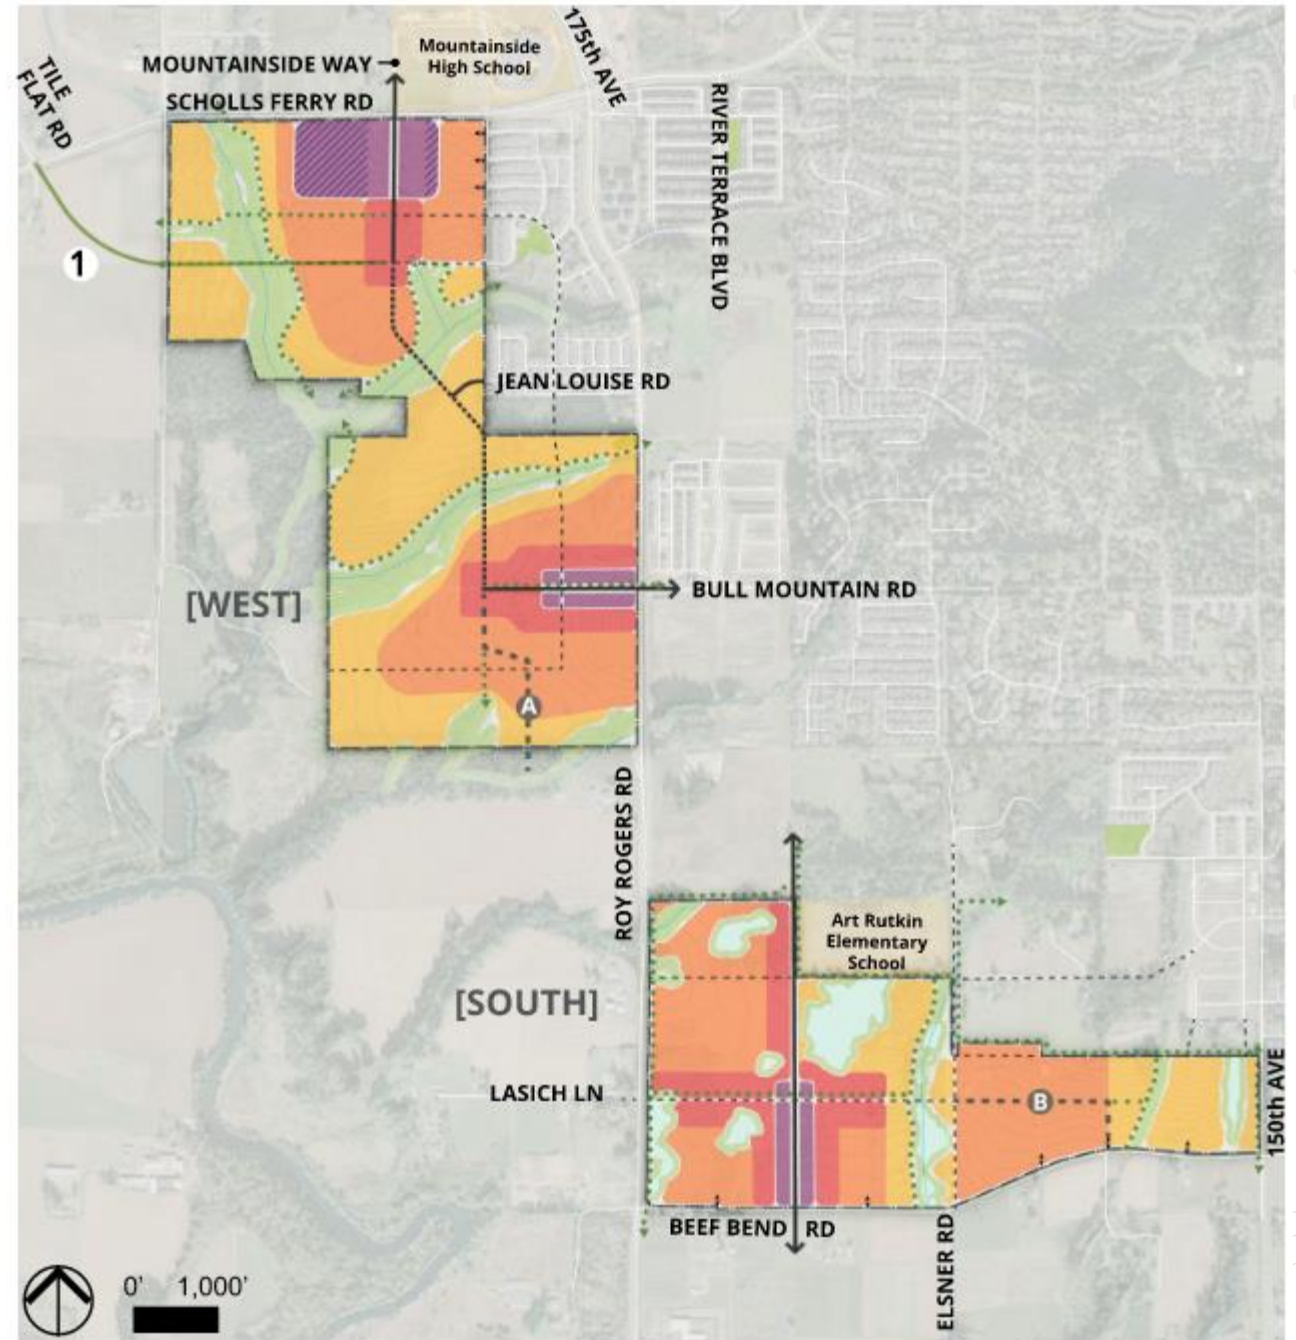 175th AVE
Mountainside
High School
MOUNTAINSIDE WAY
TILE
FLAT RD
SCHOLLS FERRY RD
RIVER TERRACE BLVD
1
JEAN LOUISE RD
[WEST]
BULL MOUNTAIN RD
A
ROY ROGERS RD
Art Rutkin
Elementary
School
[SOUTH]
LASICH LN
B
150th AVE
BEEF BEND RD
ELSNER RD
0' 1,000'